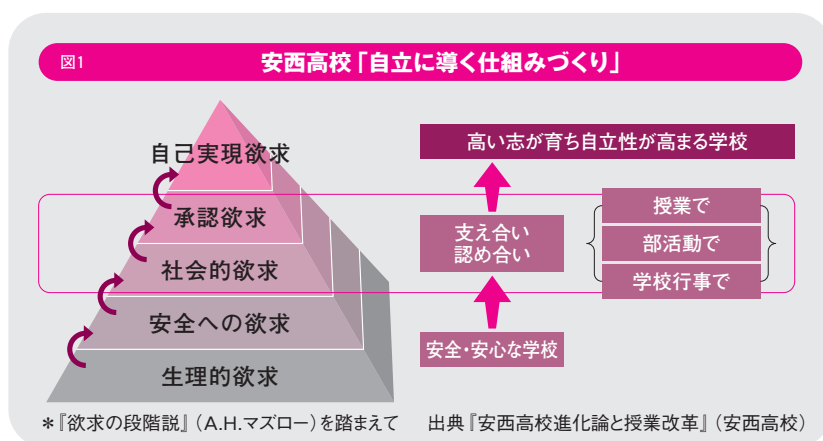 図1
安西高校「自立に導く仕組みづくり」
自己実現欲求
承認欲求
社会的欲求
安全への欲求
生理的欲求
高い志が育ち自立性が高まる学校
支え合い
認め合い
安全・安心な学校
授業で
部活動で
学校行事で
＊『欲求の段階説』（A.H.マズロー）を踏まえて
出典『安西高校進化論と授業改革』（安西高校）